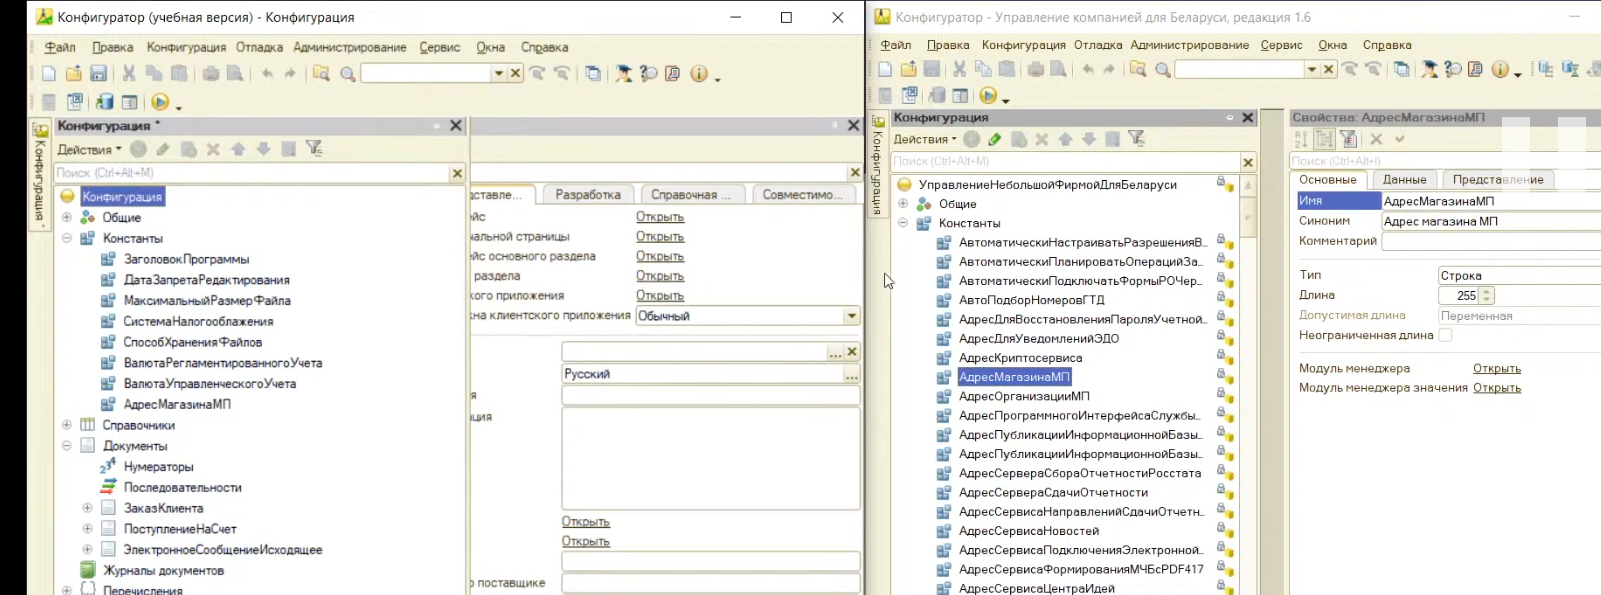 Конфигуратор (учебная версия) - Конфигурация
Файл Правка Конфигурация Отладка Администрирование Сервис Окна Справка
Конфигурация *
Действия
Поиск (Ctrl+Alt+M)
Конфигурация
Общие
Константы
ЗаголовокПрограммы
ДатаЗапретаРедактирования
МаксимальныйРазмерФайла
СистемаНалогооблажения
СпособХраненияФайлов
ВалютаРегламентированногоУчета
ВалютаУправленческогоУчета
АдресМагазинаМП
Справочники
Документы
Нумераторы
Последовательности
ЗаказКлиента
ПоступлениеНаСчет
ЭлектронноеСообщениеИсходящее
Журналы документов
Перечисления
Конфигурация
дставле... Разработка Справочная ... Совместимо...
йс Открыть
чальной страницы Открыть
йс основного раздела Открыть
раздела Открыть
кого приложения Открыть
на клиентского приложения Обычный
Русский
я
ция
Открыть
Открыть
о поставщике
Конфигуратор - Управление компанией для Беларуси, редакция 1.6
Файл Правка Конфигурация Отладка Администрирование Сервис Окна Справка
Конфигурация
Действия
Поиск (Ctrl+Alt+M)
УправлениеНебольшойФирмойДляБеларуси
Общие
Константы
АвтоматическиНастраиватьРазрешенияВ...
АвтоматическиПланироватьОперацийЗа...
АвтоматическиПодключатьФормыРОЧер...
АвтоПодборНомеровГТД
АдресДляВосстановленияПароляУчетной...
АдресДляУведомленийЭДО
АдресКриптосервиса
АдресМагазинаМП
АдресОрганизацииМП
АдресПрограммногоИнтерфейсаСлужбы...
АдресПубликацииИнформационнойБазы...
АдресПубликацииИнформационнойБазы...
АдресСервераСбораОтчетностиРосстата
АдресСервераСдачиОтчетности
АдресСервисаНаправленийСдачиОтчетн...
АдресСервисаНовостей
АдресСервисаПодключенияЭлектронной...
АдресСервисаФормированияМЧБсPDF417
АдресСервисаЦентраИдей
Конфигурация
Свойства: АдресМагазинаМП
Поиск (Ctrl+Alt+I)
Основные Данные Представление
Имя АдресМагазинаМП
Синоним Адрес магазина МП
Комментарий
Тип Строка
Длина 255
Допустимая длина Переменная
Неограниченная длина
Модуль менеджера Открыть
Модуль менеджера значения Открыть